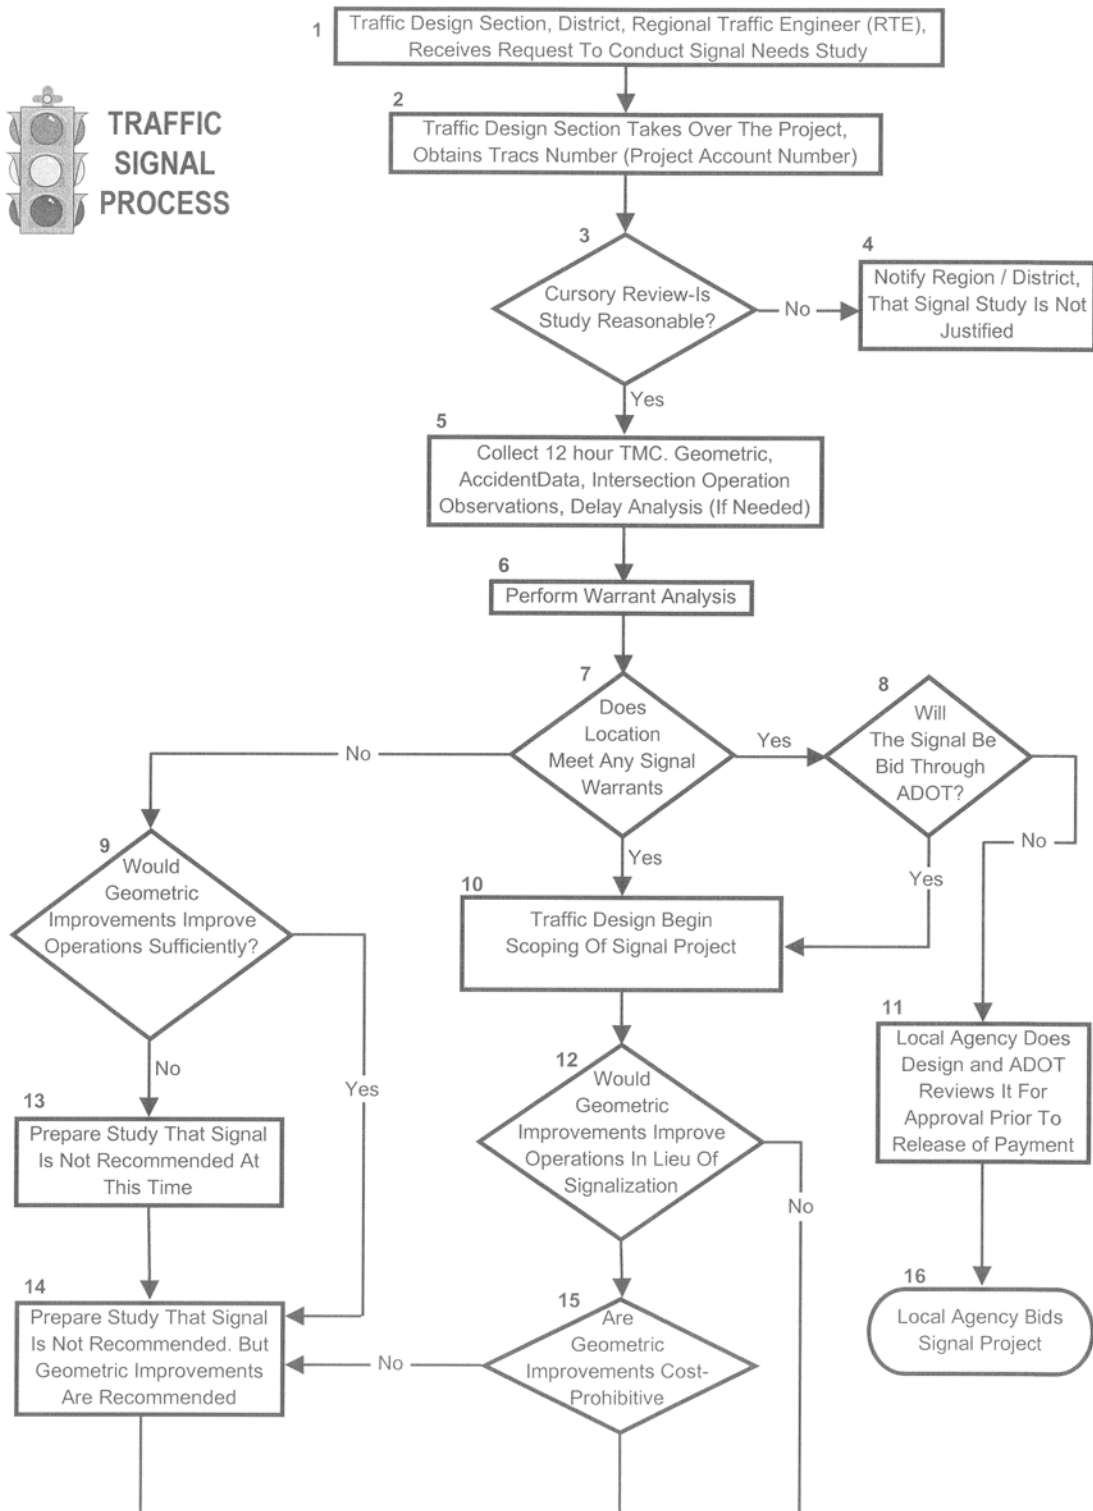 1
Traffic Design Section, District, Regional Traffic Engineer (RTE),
Receives Request To Conduct Signal Needs Study
TRAFFIC
SIGNAL
PROCESS
2
Traffic Design Section Takes Over The Project,
Obtains Tracs Number (Project Account Number)
3
Cursory Review-Is
Study Reasonable?
No
4
Notify Region / District,
That Signal Study Is Not
Justified
Yes
5
Collect 12 hour TMC. Geometric,
AccidentData, Intersection Operation
Observations, Delay Analysis (If Needed)
6
Perform Warrant Analysis
7
Does
Location
Meet Any Signal
Warrants
No
Yes
8
Will
The Signal Be
Bid Through
ADOT?
No
Yes
Yes
9
Would
Geometric
Improvements Improve
Operations Sufficiently?
10
Traffic Design Begin
Scoping Of Signal Project
No
Yes
11
Local Agency Does
Design and ADOT
Reviews It For
Approval Prior To
Release of Payment
12
Would
Geometric
Improvements Improve
Operations In Lieu Of
Signalization
No
13
Prepare Study That Signal
Is Not Recommended At
This Time
14
Prepare Study That Signal
Is Not Recommended. But
Geometric Improvements
Are Recommended
No
15
Are
Geometric
Improvements Cost-
Prohibitive
16
Local Agency Bids
Signal Project